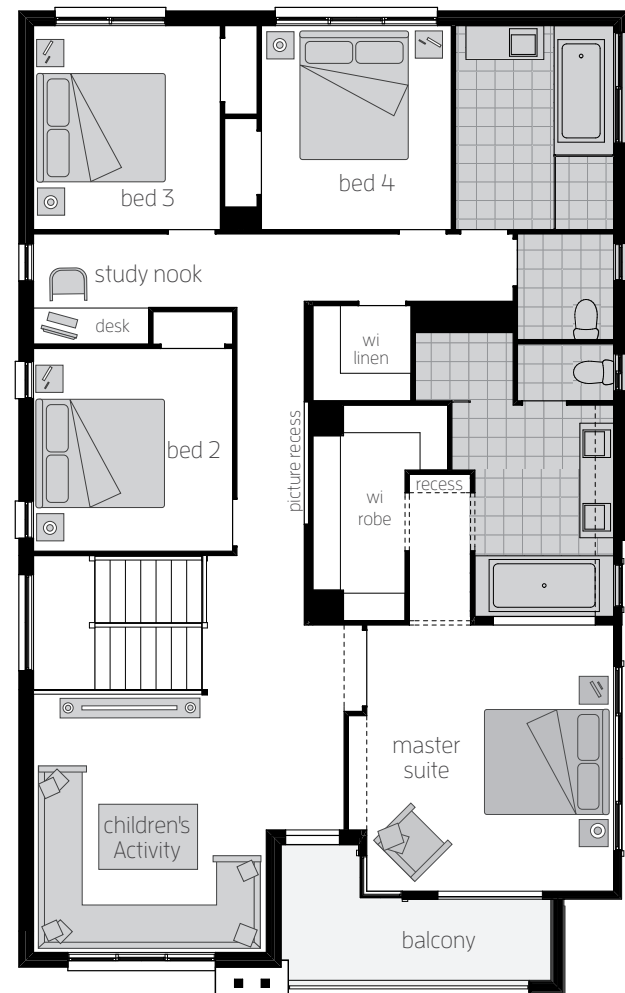 bed 3
bed 4
study nook
desk
wi
linen
bed 2
picture recess
wi
robe
recess
master
suite
children's
Activity
balcony